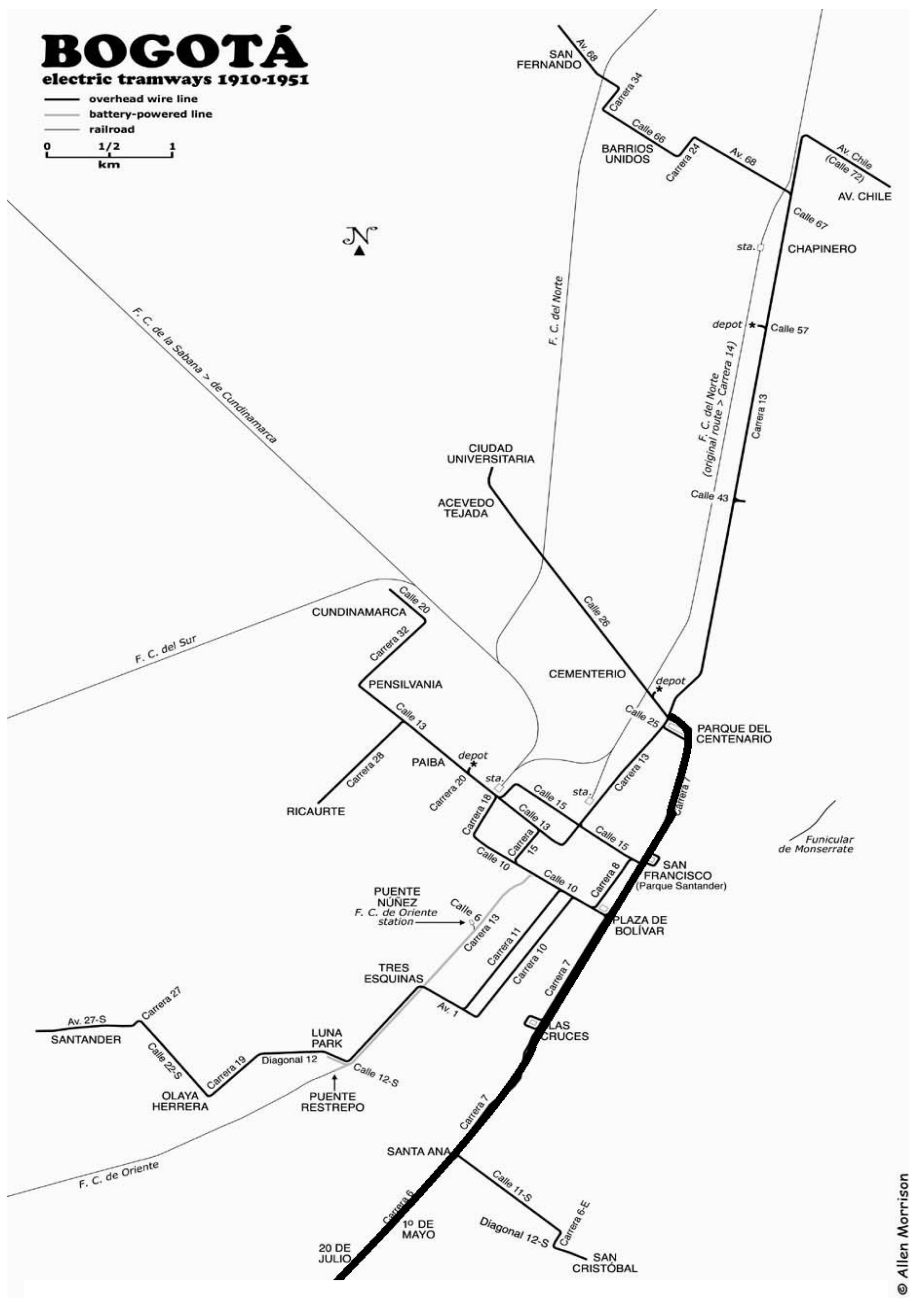 BOGOTÁ
electric tramways 1910-1951
overhead wire line
battery-powered line
railroad
0 1/2 1
km
N
Av. 68
SAN
FERNANDO
Carrera 34
Calle 66
BARRIOS
UNIDOS
Carrera 24
Av. 68
Av. Chile
(Calle 72)
AV. CHILE
Calle 67
sta.
CHAPINERO
F. C. del Norte
depot
Calle 57
F. C. de la Sabana > de Cundinamarca
F. C. del Norte
(original route > Carrera 14)
Carrera 13
CIUDAD
UNIVERSITARIA
ACEVEDO
TEJADA
Calle 43
Calle 20
CUNDINAMARCA
Calle 26
F. C. del Sur
Carrera 32
CEMENTERIO
depot
PENSILVANIA
Calle 25
PARQUE DEL
CENTENARIO
Calle 13
PAIBA
depot
Carrera 28
Carrera 20
sta.
sta.
Carrera 13
Carrera 7
RICAURTE
Carrera 18
Calle 15
Calle 13
Carrera
15
Calle 15
Funicular
de Monserrate
Calle 10
Calle 10
Carrera 8
SAN
FRANCISCO
(Parque Santander)
PUENTE
NÚÑEZ
F. C. de Oriente
station
Calle 6
Carrera 13
PLAZA DE
BOLÍVAR
Carrera 11
Carrera 10
Carrera 7
TRES
ESQUINAS
Av. 1
LAS
CRUCES
Carrera 27
Av. 27-S
SANTANDER
Calle 22-S
LUNA
PARK
Diagonal 12
Carrera 19
Calle 12-S
OLAYA
HERRERA
PUENTE
RESTREPO
Carrera 7
F. C. de Oriente
SANTA ANA
Calle 11-S
Carrera 6
1º DE
MAYO
Carrera 6-E
Diagonal 12-S
20 DE
JULIO
SAN
CRISTÓBAL
© Allen Morrison